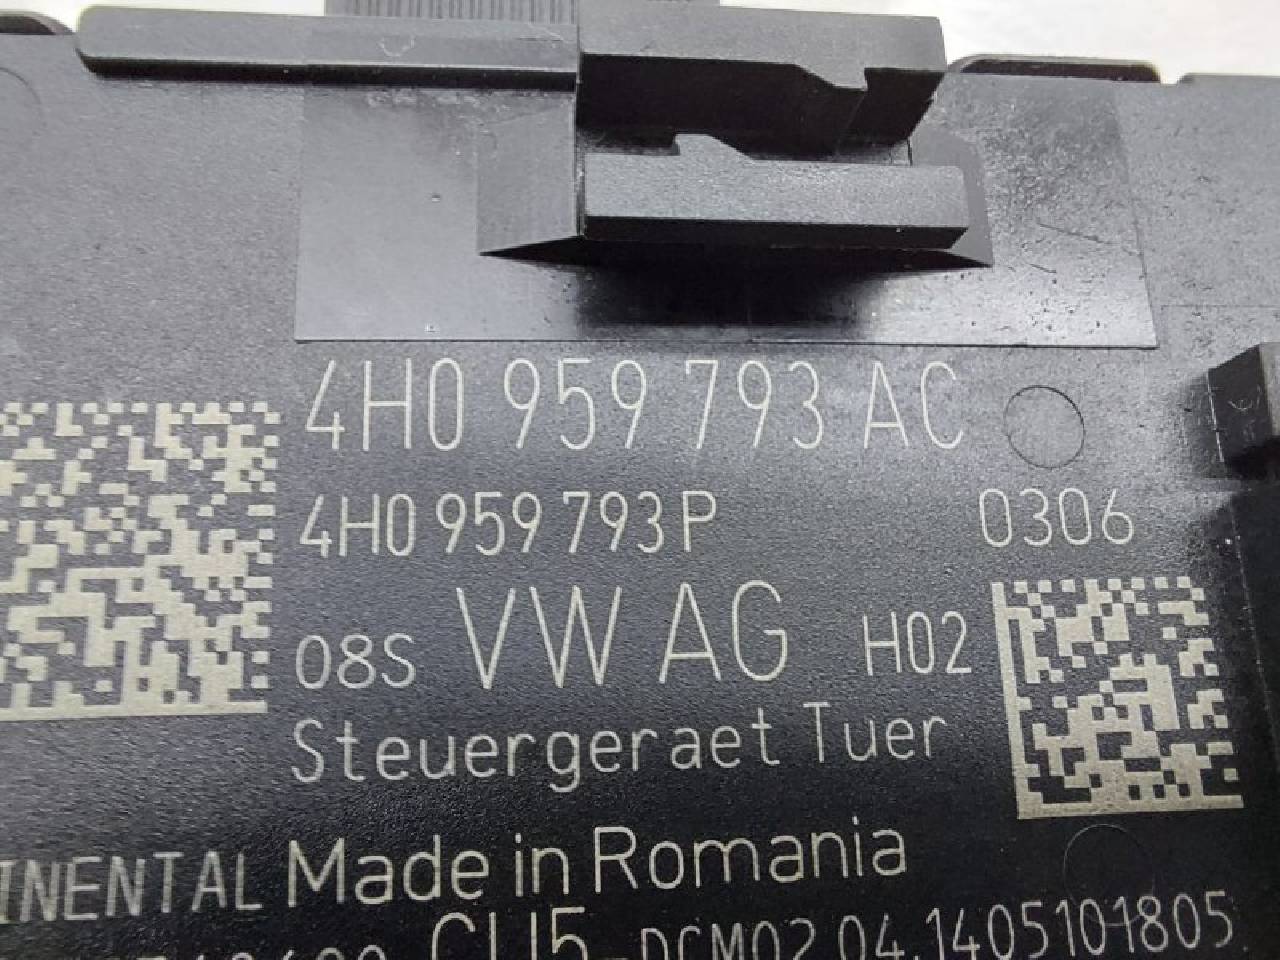 4H0 959 793 AC
4H0 959 793 P 0306
08S VW AG H02
Steuergeraet Tuer
INENTAL Made in Romania
CU5-DCM02.04.1405101805